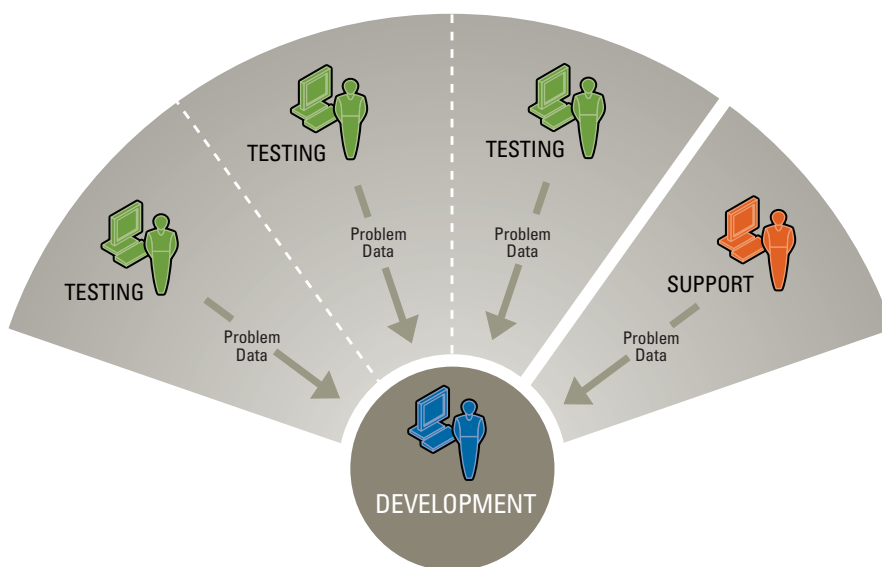 TESTING
TESTING
Problem
Data
Problem
Data
TESTING
SUPPORT
Problem
Data
Problem
Data
DEVELOPMENT